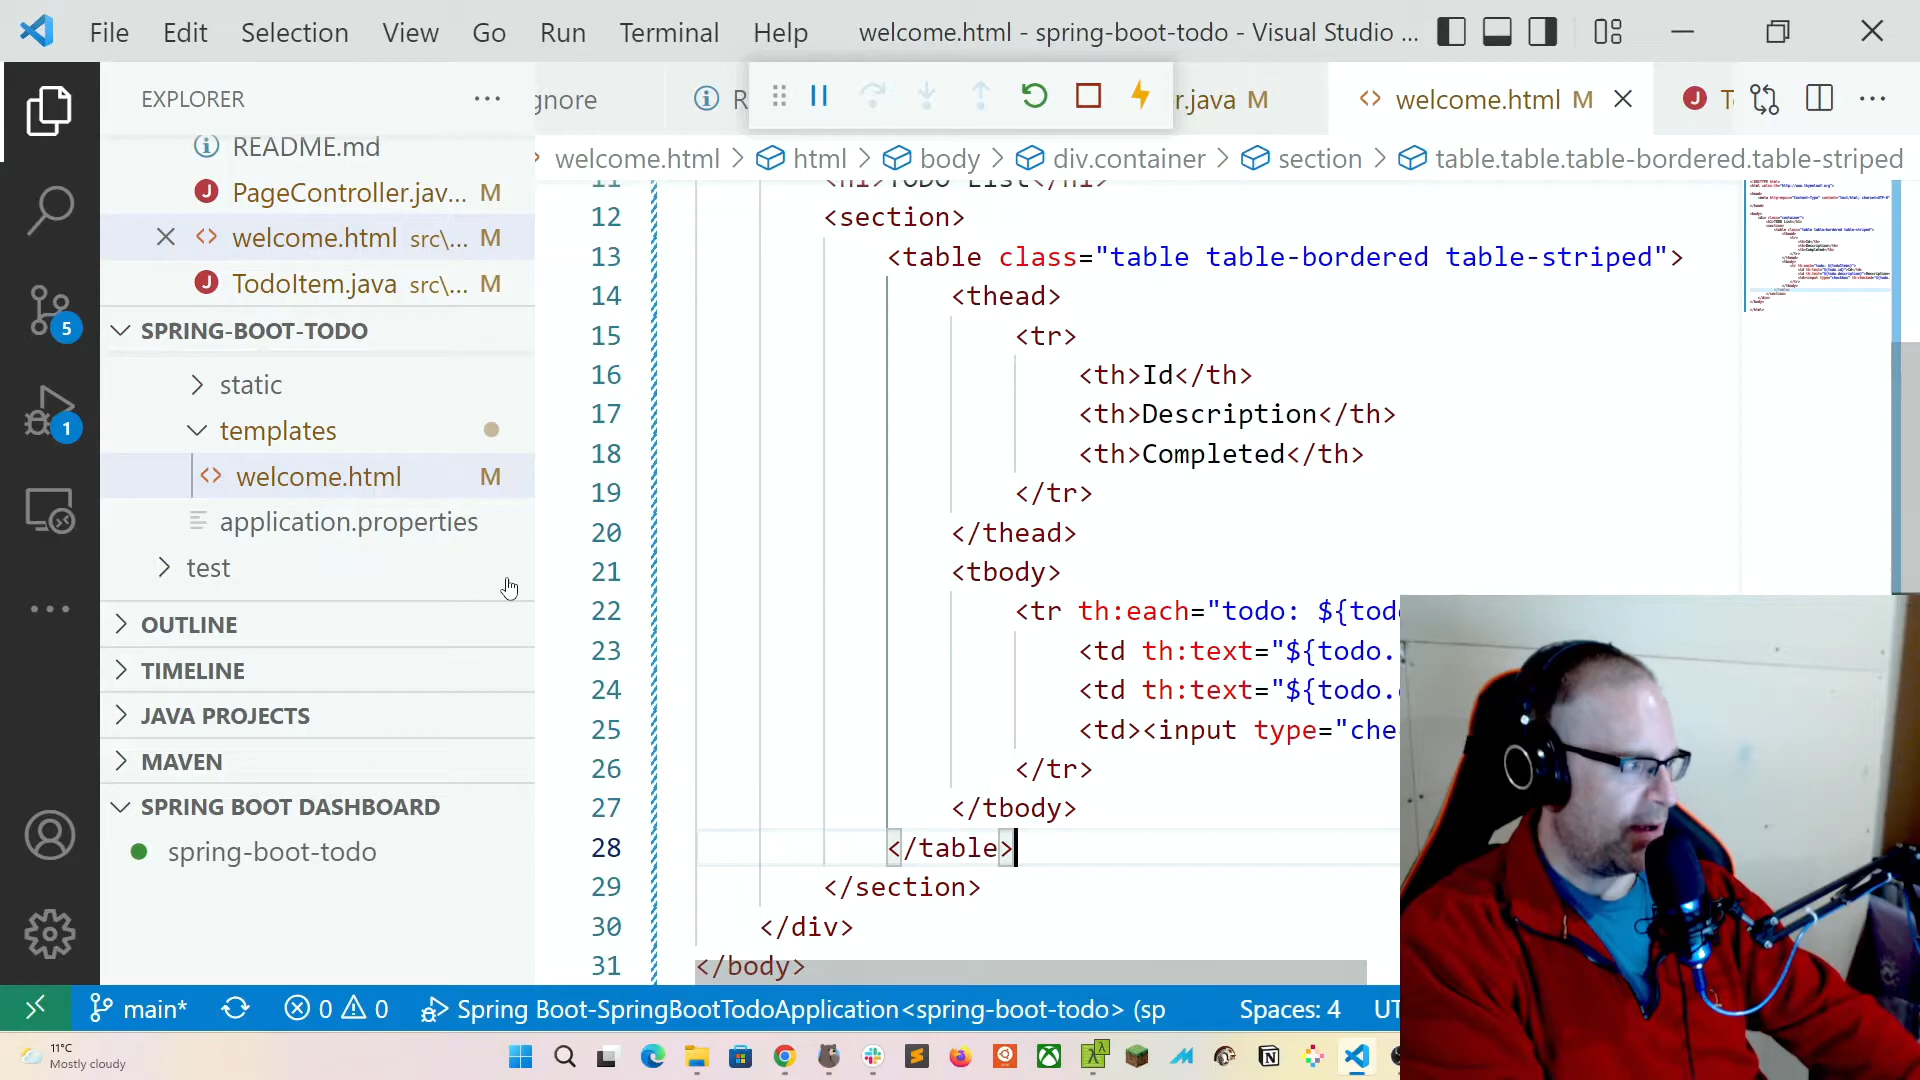 File Edit Selection View Go Run Terminal Help welcome.html - spring-boot-todo - Visual Studio ...
EXPLORER
gnore
R
r.java M
welcome.html M
README.md
PageController.jav... M
welcome.html src\... M
TodoItem.java src\... M
SPRING-BOOT-TODO
static
templates
welcome.html M
application.properties
test
OUTLINE
TIMELINE
JAVA PROJECTS
MAVEN
SPRING BOOT DASHBOARD
spring-boot-todo
5
1
welcome.html > html > body > div.container > section > table.table.table-bordered.table-striped
12 <section>
13 <table class="table table-bordered table-striped">
14 <thead>
15 <tr>
16 <th>Id</th>
17 <th>Description</th>
18 <th>Completed</th>
19 </tr>
20 </thead>
21 <tbody>
22 <tr th:each="todo: ${tod
23 <td th:text="${todo.
24 <td th:text="${todo.
25 <td><input type="che
26 </tr>
27 </tbody>
28 </table>
29 </section>
30 </div>
31 </body>
main* 0 0 Spring Boot-SpringBootTodoApplication<spring-boot-todo> (sp Spaces: 4 UT
11°C
Mostly cloudy